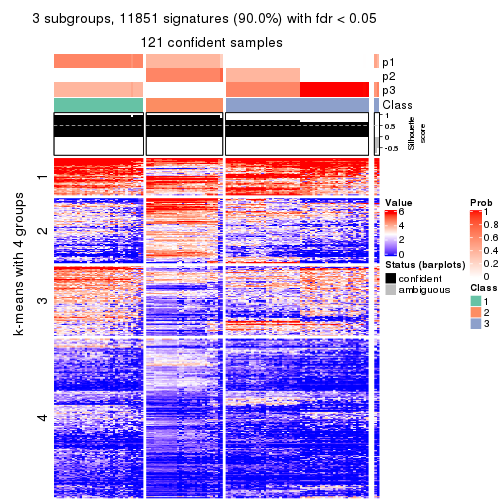 3 subgroups, 11851 signatures (90.0%) with fdr < 0.05
121 confident samples
p1
p2
p3
Class
1
0.5
0
-0.5
Silhouette
score
k-means with 4 groups
1
2
3
4
Value
6
4
2
0
Status (barplots)
confident
ambiguous
Prob
1
0.8
0.6
0.4
0.2
0
Class
1
2
3